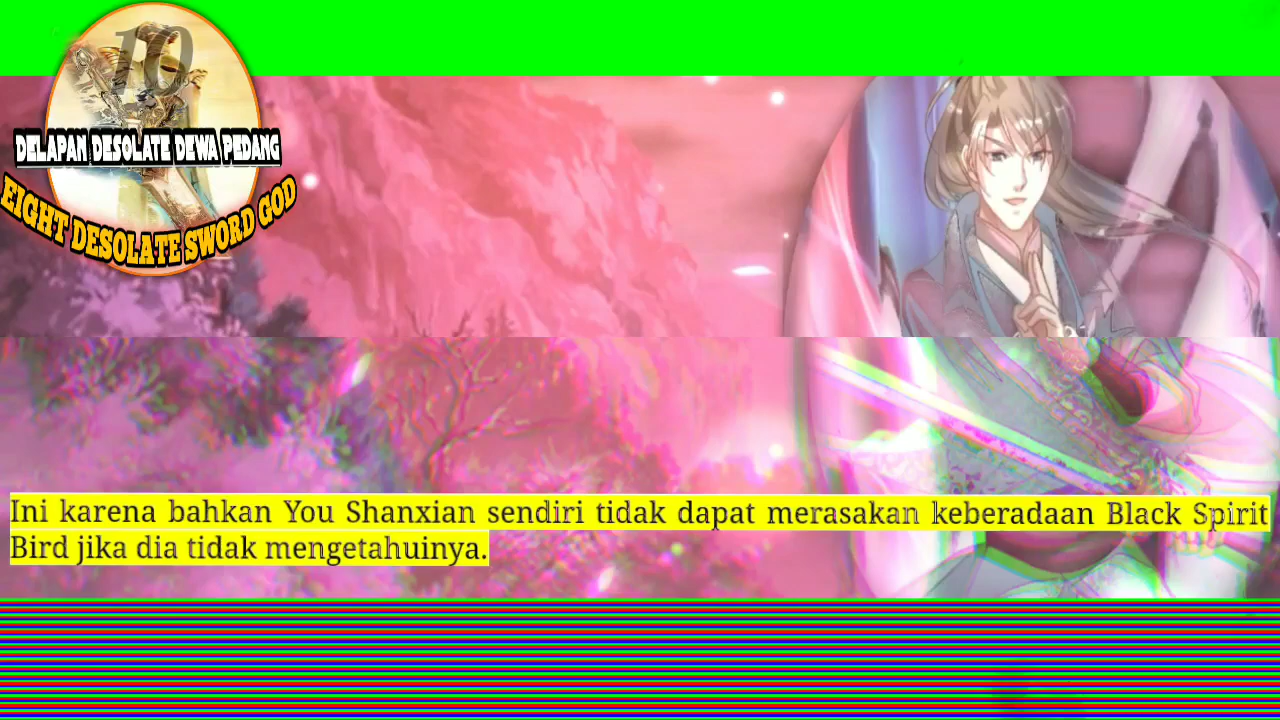 10
DELAPAN DESOLATE DEWA PEDANG
EIGHT DESOLATE SWORD GOD
Ini karena bahkan You Shanxian sendiri tidak dapat merasakan keberadaan Black Spirit
Bird jika dia tidak mengetahuinya.